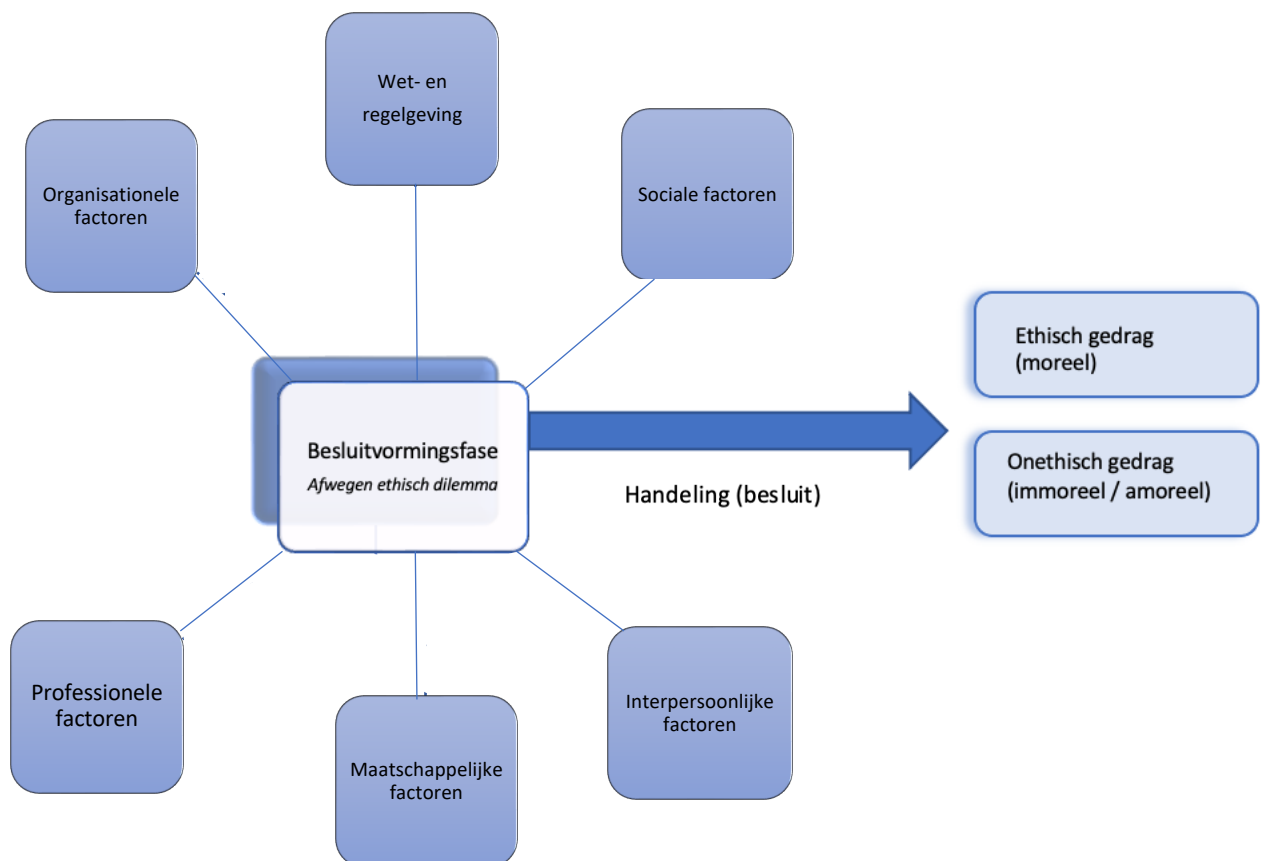 Wet- en
regelgeving
Organisationele
factoren
Sociale factoren
Ethisch gedrag
(moreel)
Besluitvormingsfase
Afwegen ethisch dilemma
Onethisch gedrag
(immoreel / amoreel)
Handeling (besluit)
Professionele
factoren
Maatschappelijke
factoren
Interpersoonlijke
factoren